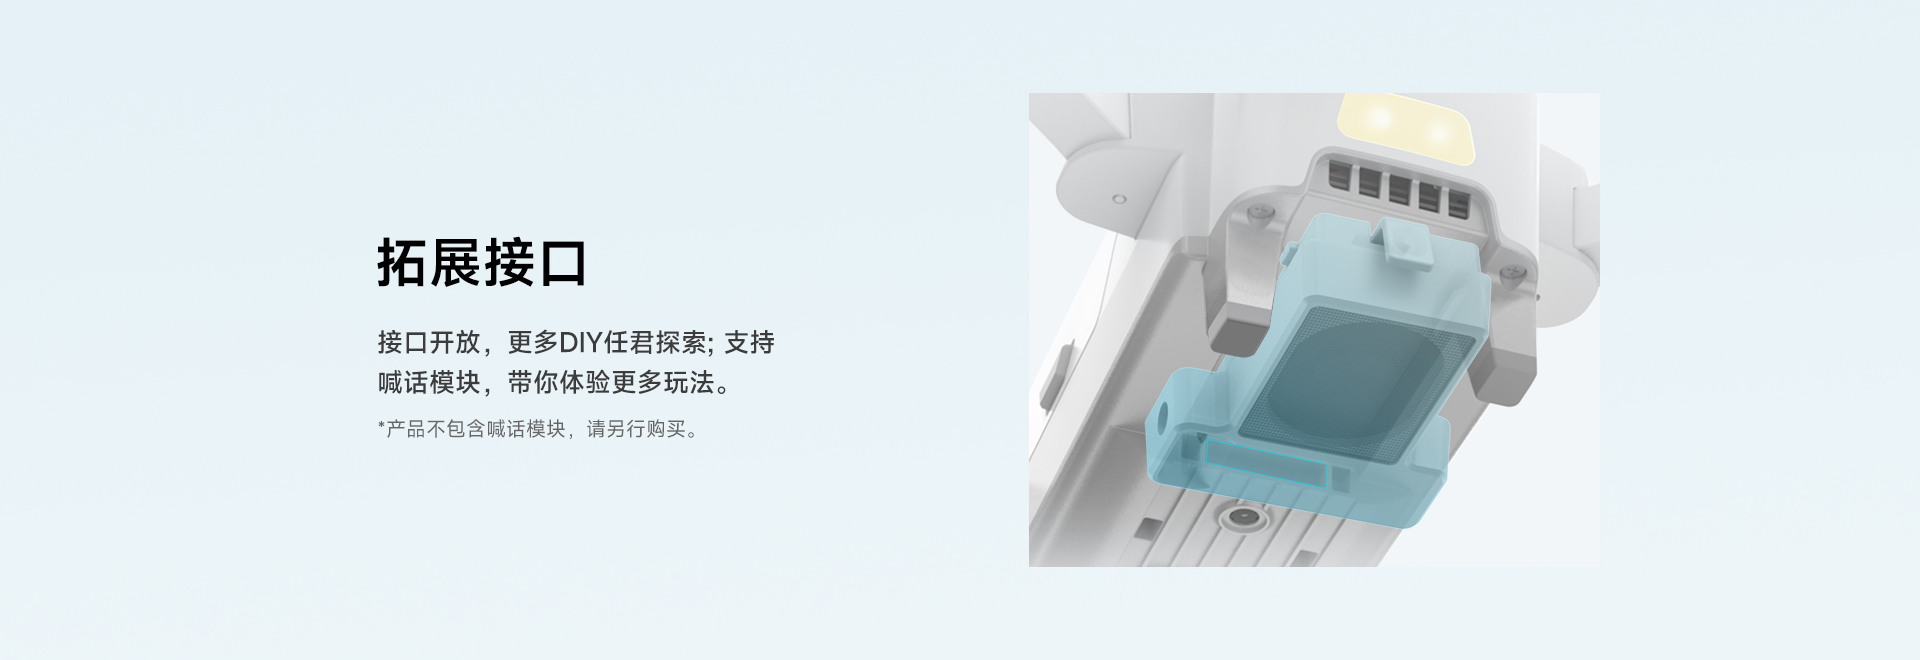 拓展接口
接口开放，更多DIY任君探索; 支持
喊话模块，带你体验更多玩法。
*产品不包含喊话模块，请另行购买。